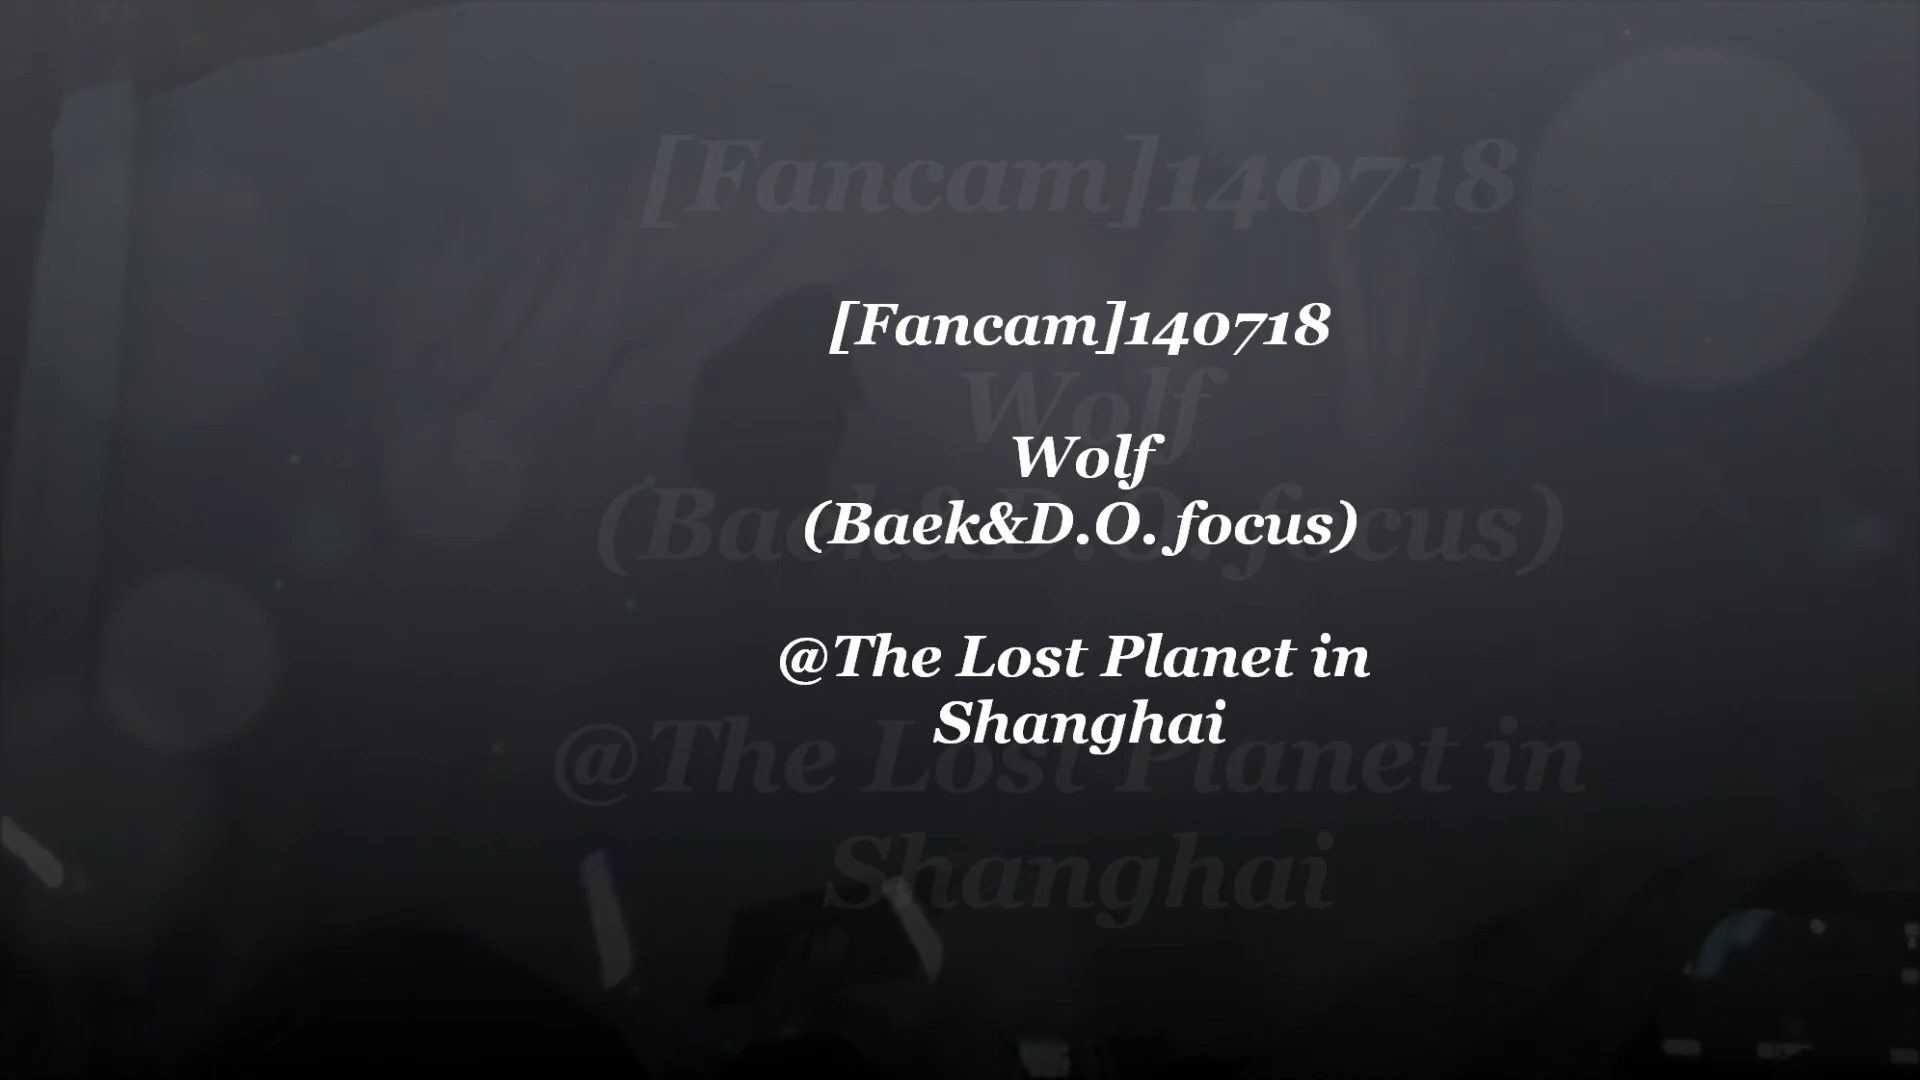 [Fancam]140718
Wolf
(Baek&D.O. focus)
@The Lost Planet in
Shanghai